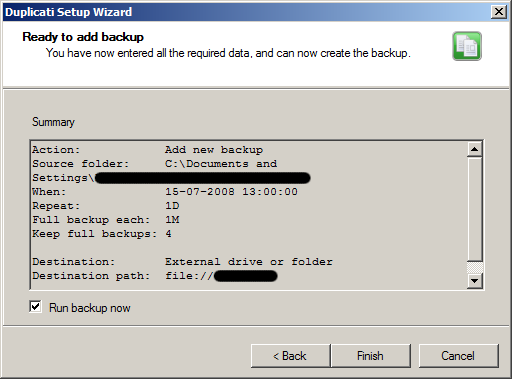 Duplicati Setup Wizard
Ready to add backup
You have now entered all the required data, and can now create the backup.
Summary
Action: Add new backup
Source folder: C:\Documents and
Settings\
When: 15-07-2008 13:00:00
Repeat: 1D
Full backup each: 1M
Keep full backups: 4
Destination: External drive or folder
Destination path: file://
Run backup now
< Back Finish Cancel